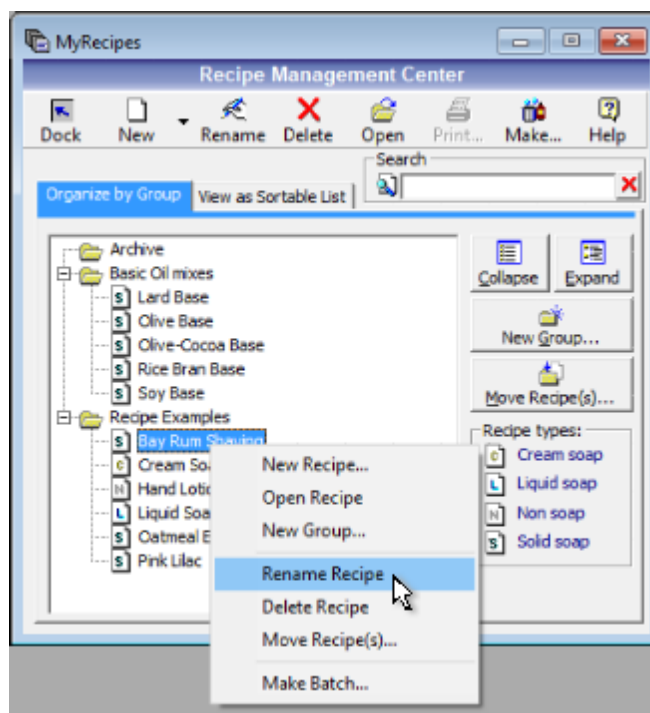 MyRecipes
Recipe Management Center
Dock New Rename Delete Open Print... Make... Help
Search
Organize by Group View as Sortable List
Archive
Basic Oil mixes
S Lard Base
S Olive Base
S Olive-Cocoa Base
S Rice Bran Base
S Soy Base
Recipe Examples
S Bay Rum Shaving
C Cream So
N Hand Lotio
L Liquid Soa
S Oatmeal E
S Pink Lilac
Collapse Expand
New Group...
Move Recipe(s)...
Recipe types:
C Cream soap
L Liquid soap
N Non soap
S Solid soap
New Recipe...
Open Recipe
New Group...
Rename Recipe
Delete Recipe
Move Recipe(s)...
Make Batch...